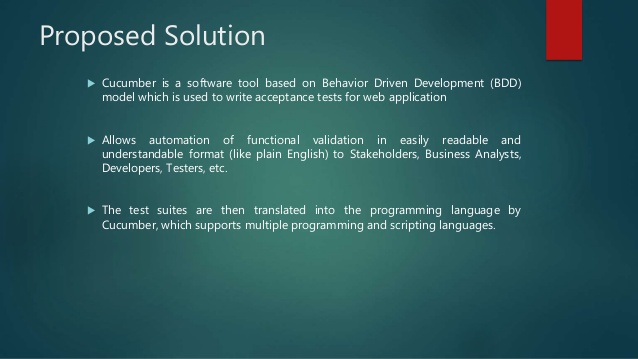 Proposed Solution
Cucumber is a software tool based on Behavior Driven Development (BDD)
model which is used to write acceptance tests for web application
Allows automation of functional validation in easily readable and
understandable format (like plain English) to Stakeholders, Business Analysts,
Developers, Testers, etc.
The test suites are then translated into the programming language by
Cucumber, which supports multiple programming and scripting languages.